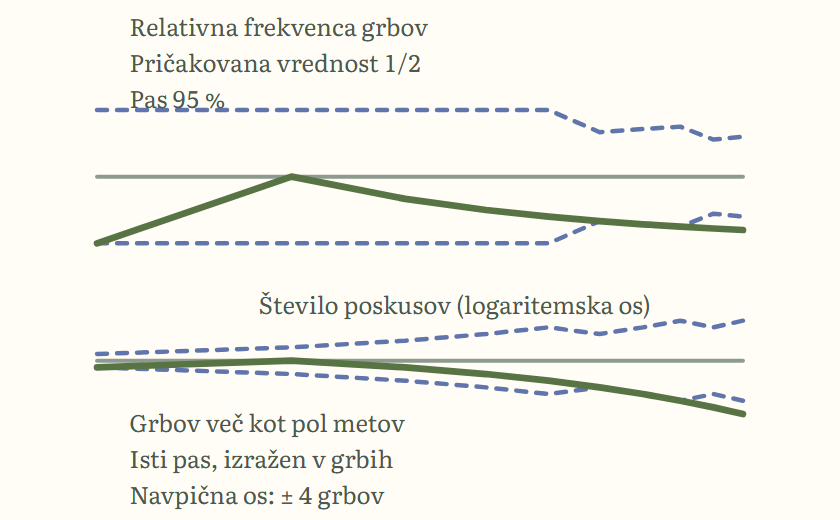 Relativna frekvenca grbov
Pričakovana vrednost 1/2
Pas 95 %
Število poskusov (logaritemska os)
Grbov več kot pol metov
Isti pas, izražen v grbih
Navpična os: ± 4 grbov